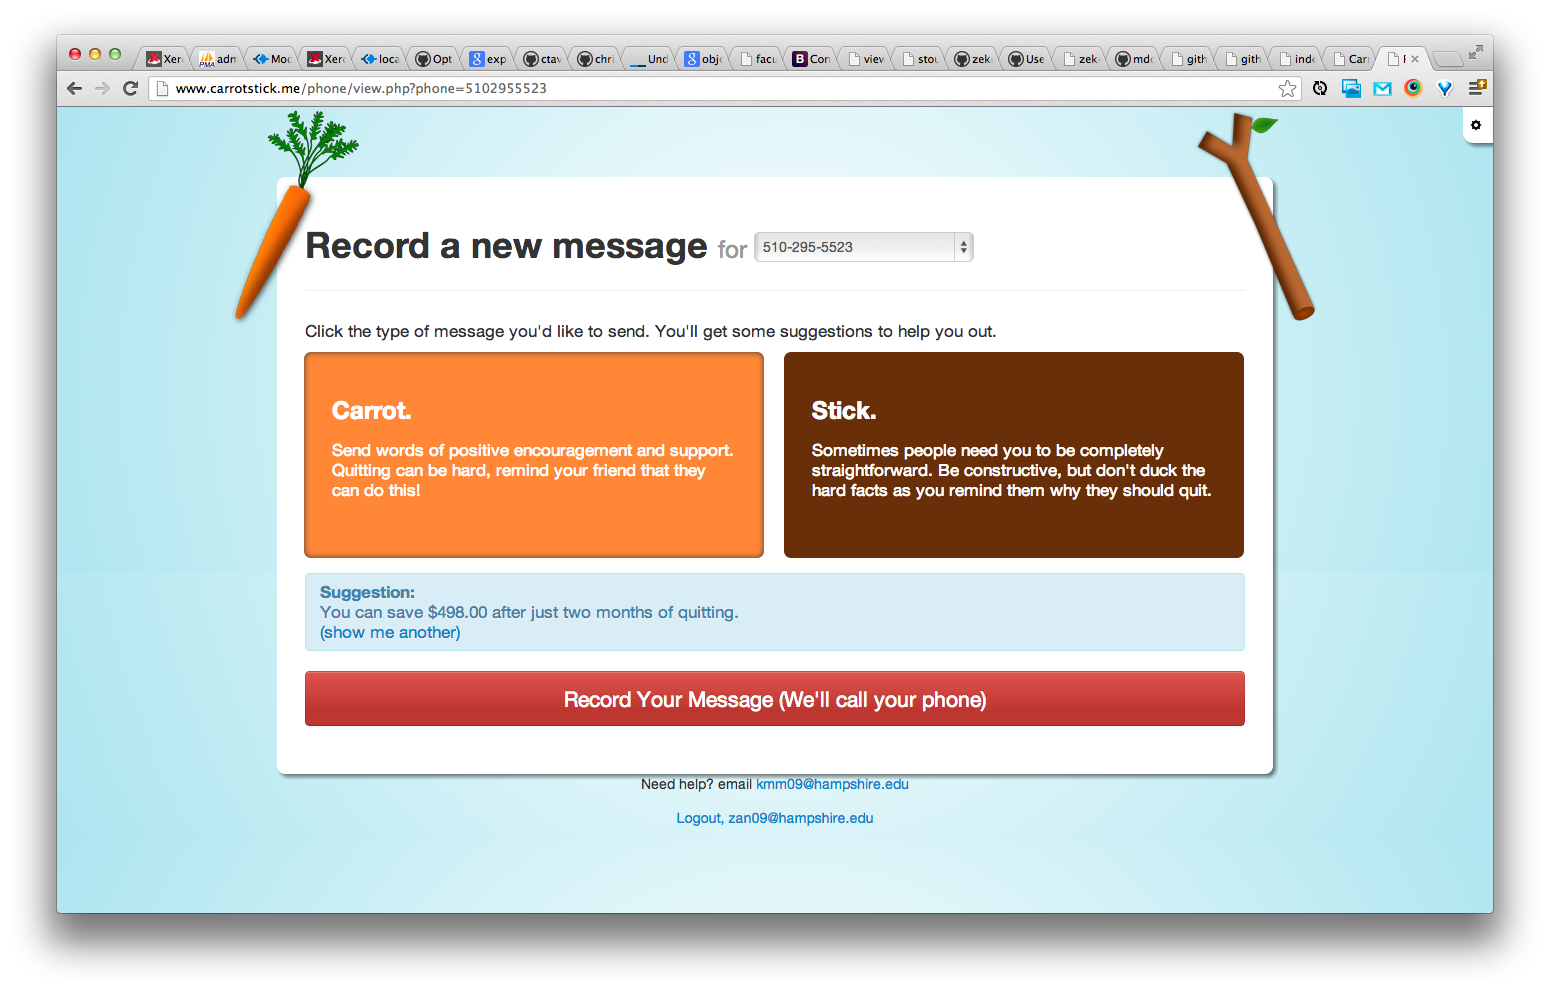 Xer
adn
Moc
Xer
loca
Opt
exp
ctav
chri
Und
obje
facu
B Con
view
stou
zek
Use
zek
mdo
gith
gith
inde
Car
www.carrotstick.me/phone/view.php?phone=5102955523
Record a new message for 510-295-5523
Click the type of message you'd like to send. You'll get some suggestions to help you out.
Carrot.
Send words of positive encouragement and support.
Quitting can be hard, remind your friend that they
can do this!
Stick.
Sometimes people need you to be completely
straightforward. Be constructive, but don't duck the
hard facts as you remind them why they should quit.
Suggestion:
You can save $498.00 after just two months of quitting.
(show me another)
Record Your Message (We'll call your phone)
Need help? email kmm09@hampshire.edu
Logout, zan09@hampshire.edu